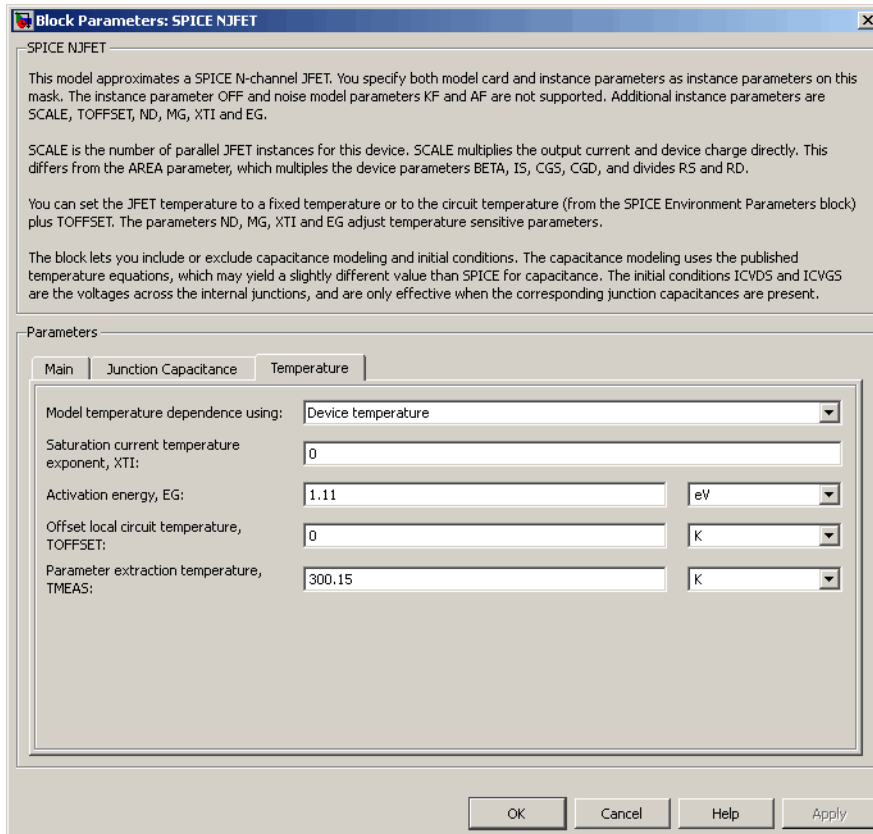 Block Parameters: SPICE NJFET
SPICE NJFET
This model approximates a SPICE N-channel JFET. You specify both model card and instance parameters as instance parameters on this
mask. The instance parameter OFF and noise model parameters KF and AF are not supported. Additional instance parameters are
SCALE, TOFFSET, ND, MG, XTI and EG.
SCALE is the number of parallel JFET instances for this device. SCALE multiplies the output current and device charge directly. This
differs from the AREA parameter, which multiples the device parameters BETA, IS, CGS, CGD, and divides RS and RD.
You can set the JFET temperature to a fixed temperature or to the circuit temperature (from the SPICE Environment Parameters block)
plus TOFFSET. The parameters ND, MG, XTI and EG adjust temperature sensitive parameters.
The block lets you include or exclude capacitance modeling and initial conditions. The capacitance modeling uses the published
temperature equations, which may yield a slightly different value than SPICE for capacitance. The initial conditions ICVDS and ICVGS
are the voltages across the internal junctions, and are only effective when the corresponding junction capacitances are present.
Parameters
Main Junction Capacitance Temperature
Model temperature dependence using: Device temperature
Saturation current temperature
exponent, XTI: 0
Activation energy, EG: 1.11 eV
Offset local circuit temperature,
TOFFSET: 0 K
Parameter extraction temperature,
TMEAS: 300.15 K
OK Cancel Help Apply